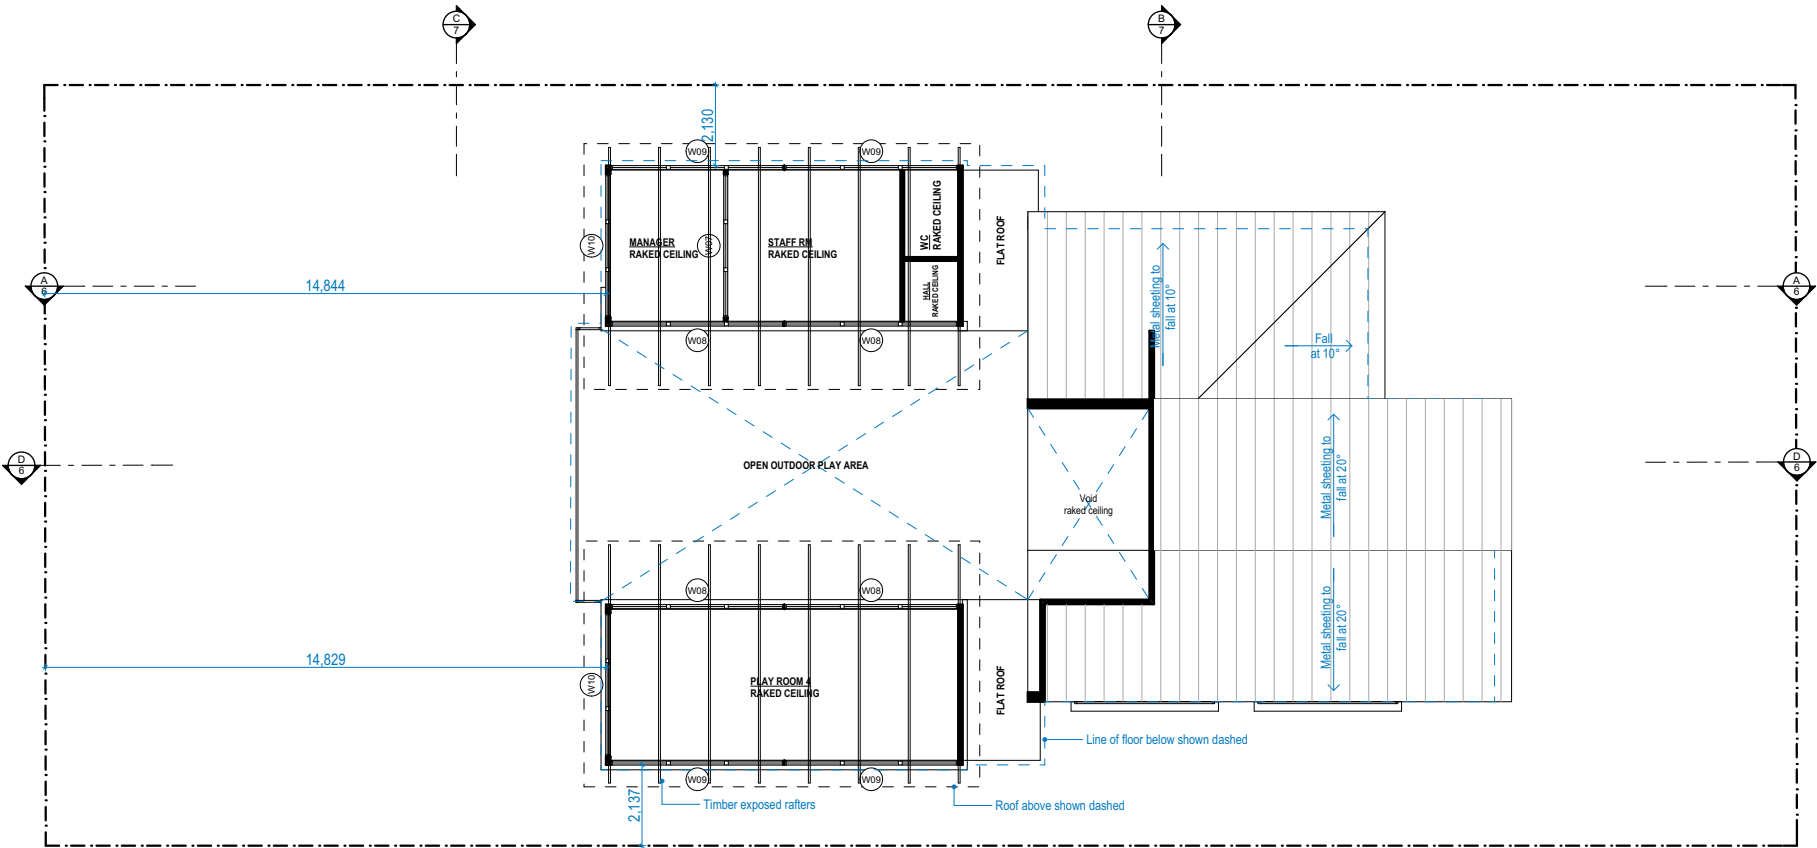 C
7
B
7
2,130
W09
W09
W10
MANAGER
RAKED CEILING
W07
STAFF RM
RAKED CEILING
W.C
RAKED CEILING
HALL
RAKED CEILING
FLAT ROOF
Metal sheeting to
fall at 10°
A
6
14,844
A
6
W08
W08
Fall
at 10°
D
6
OPEN OUTDOOR PLAY AREA
Void
raked ceiling
Metal sheeting to
fall at 20°
D
6
W08
W08
Metal sheeting to
fall at 20°
14,829
W10
PLAY ROOM 4
RAKED CEILING
FLAT ROOF
Line of floor below shown dashed
W09
W09
2,137
Timber exposed rafters
Roof above shown dashed